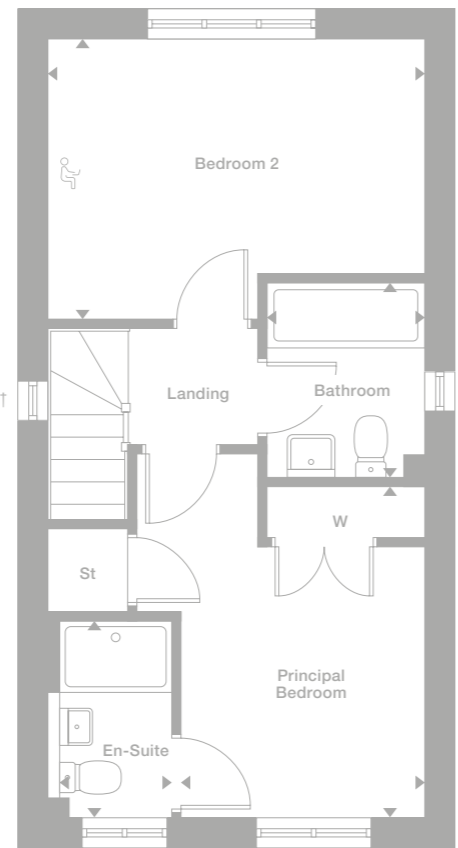 Bedroom 2
Landing
Bathroom
†
W
St
Principal
Bedroom
En-Suite